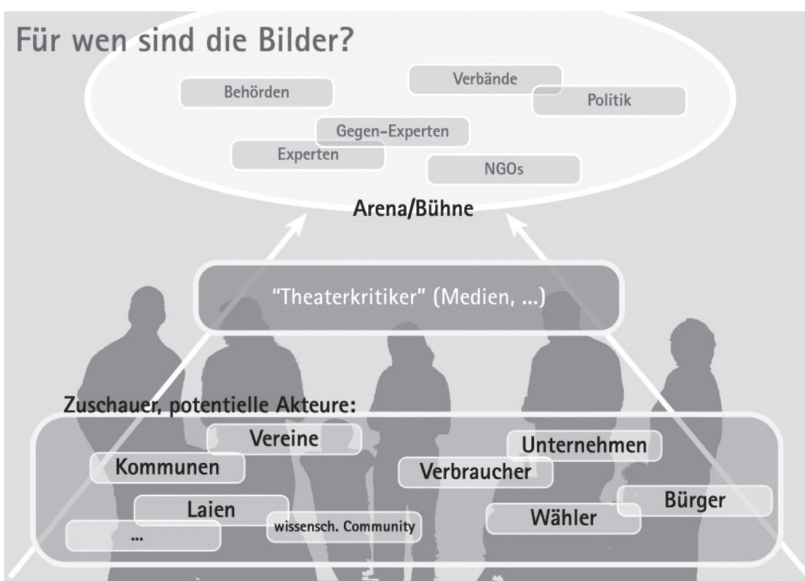 Für wen sind die Bilder?
Verbände
Behörden
Politik
Gegen-Experten
Experten
NGOs
Arena/Bühne
"Theaterkritiker" (Medien, ...)
Zuschauer, potentielle Akteure:
Vereine
Unternehmen
Kommunen
Verbraucher
Bürger
Laien
Wähler
wissensch. Community
...